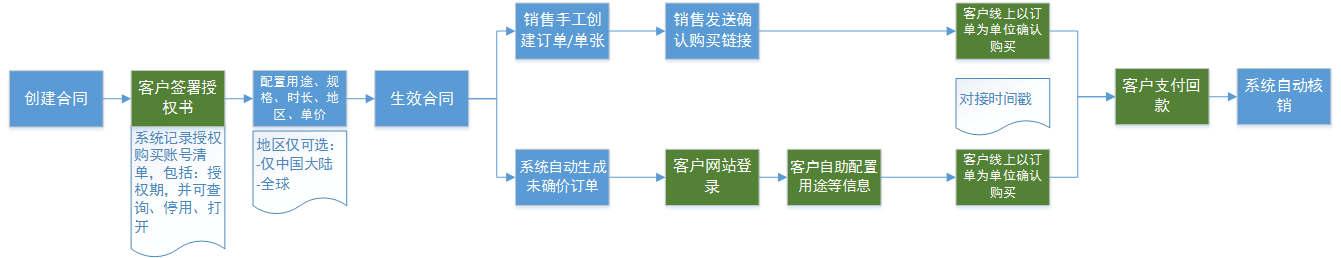 创建合同
客户签署授
权书
系统记录授权
购买账号清
单，包括：授
权期，并可查
询、停用、打
开
配置用途、规
格、时长、地
区、单价
地区仅可选：
-仅中国大陆
-全球
生效合同
销售手工创
建订单/单张
销售发送确
认购买链接
客户线上以订
单为单位确认
购买
对接时间戳
系统自动生成
未确价订单
客户网站登
录
客户自助配置
用途等信息
客户线上以订
单为单位确认
购买
客户支付回
款
系统自动核
销